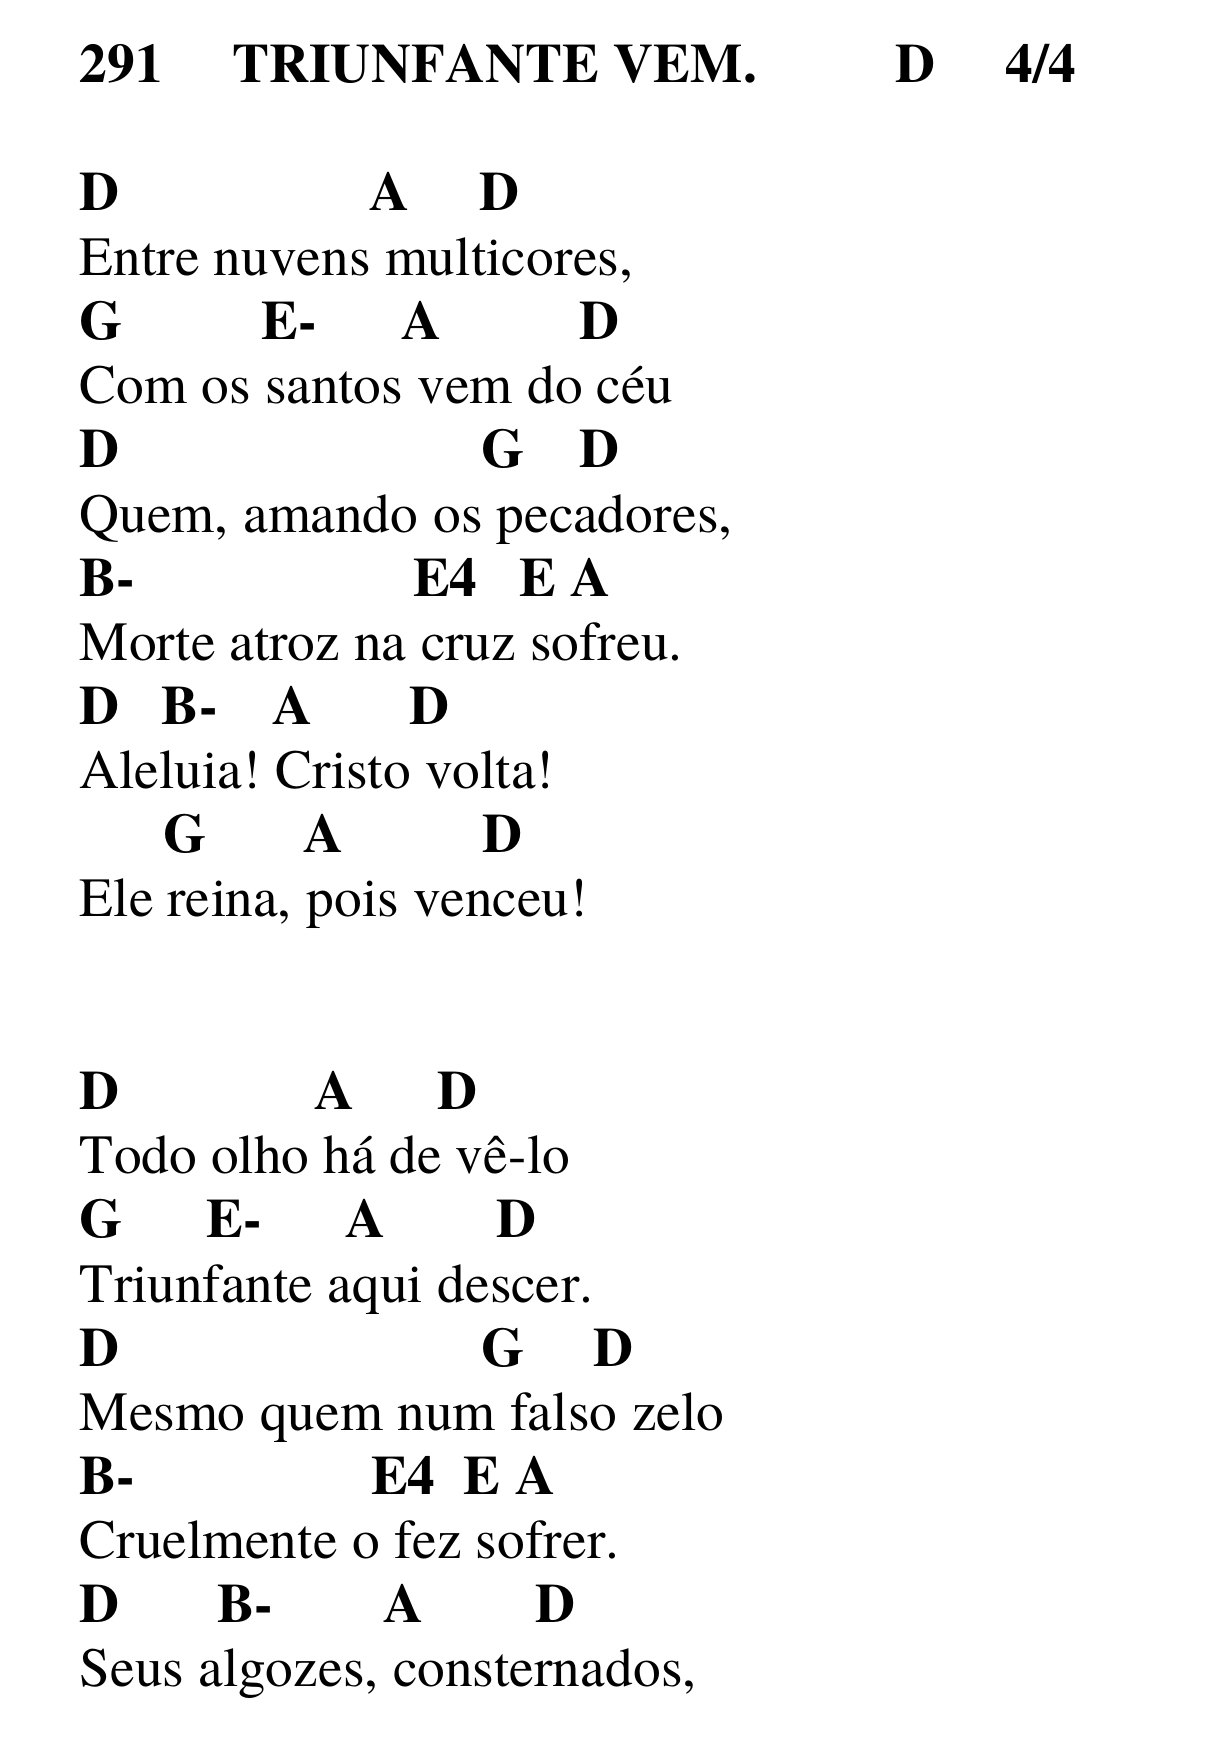 291 TRIUNFANTE VEM. D 4/4
D A D
Entre nuvens multicores,
G E- A D
Com os santos vem do céu
D G D
Quem, amando os pecadores,
B- E4 E A
Morte atroz na cruz sofreu.
D B- A D
Aleluia! Cristo volta!
G A D
Ele reina, pois venceu!
D A D
Todo olho há de vê-lo
G E- A D
Triunfante aqui descer.
D G D
Mesmo quem num falso zelo
B- E4 E A
Cruelmente o fez sofrer.
D B- A D
Seus algozes, consternados,